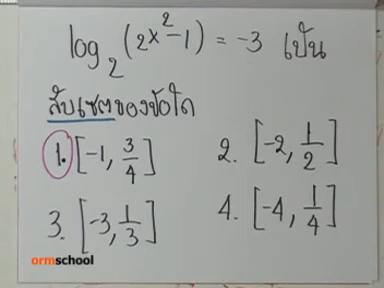 log₂(2x²-1) = -3 เป็น
สับเซตของข้อใด
1. [-1, 3/4] 2. [-2, 1/2]
3. [-3, 1/3] 4. [-4, 1/4]
ormschool